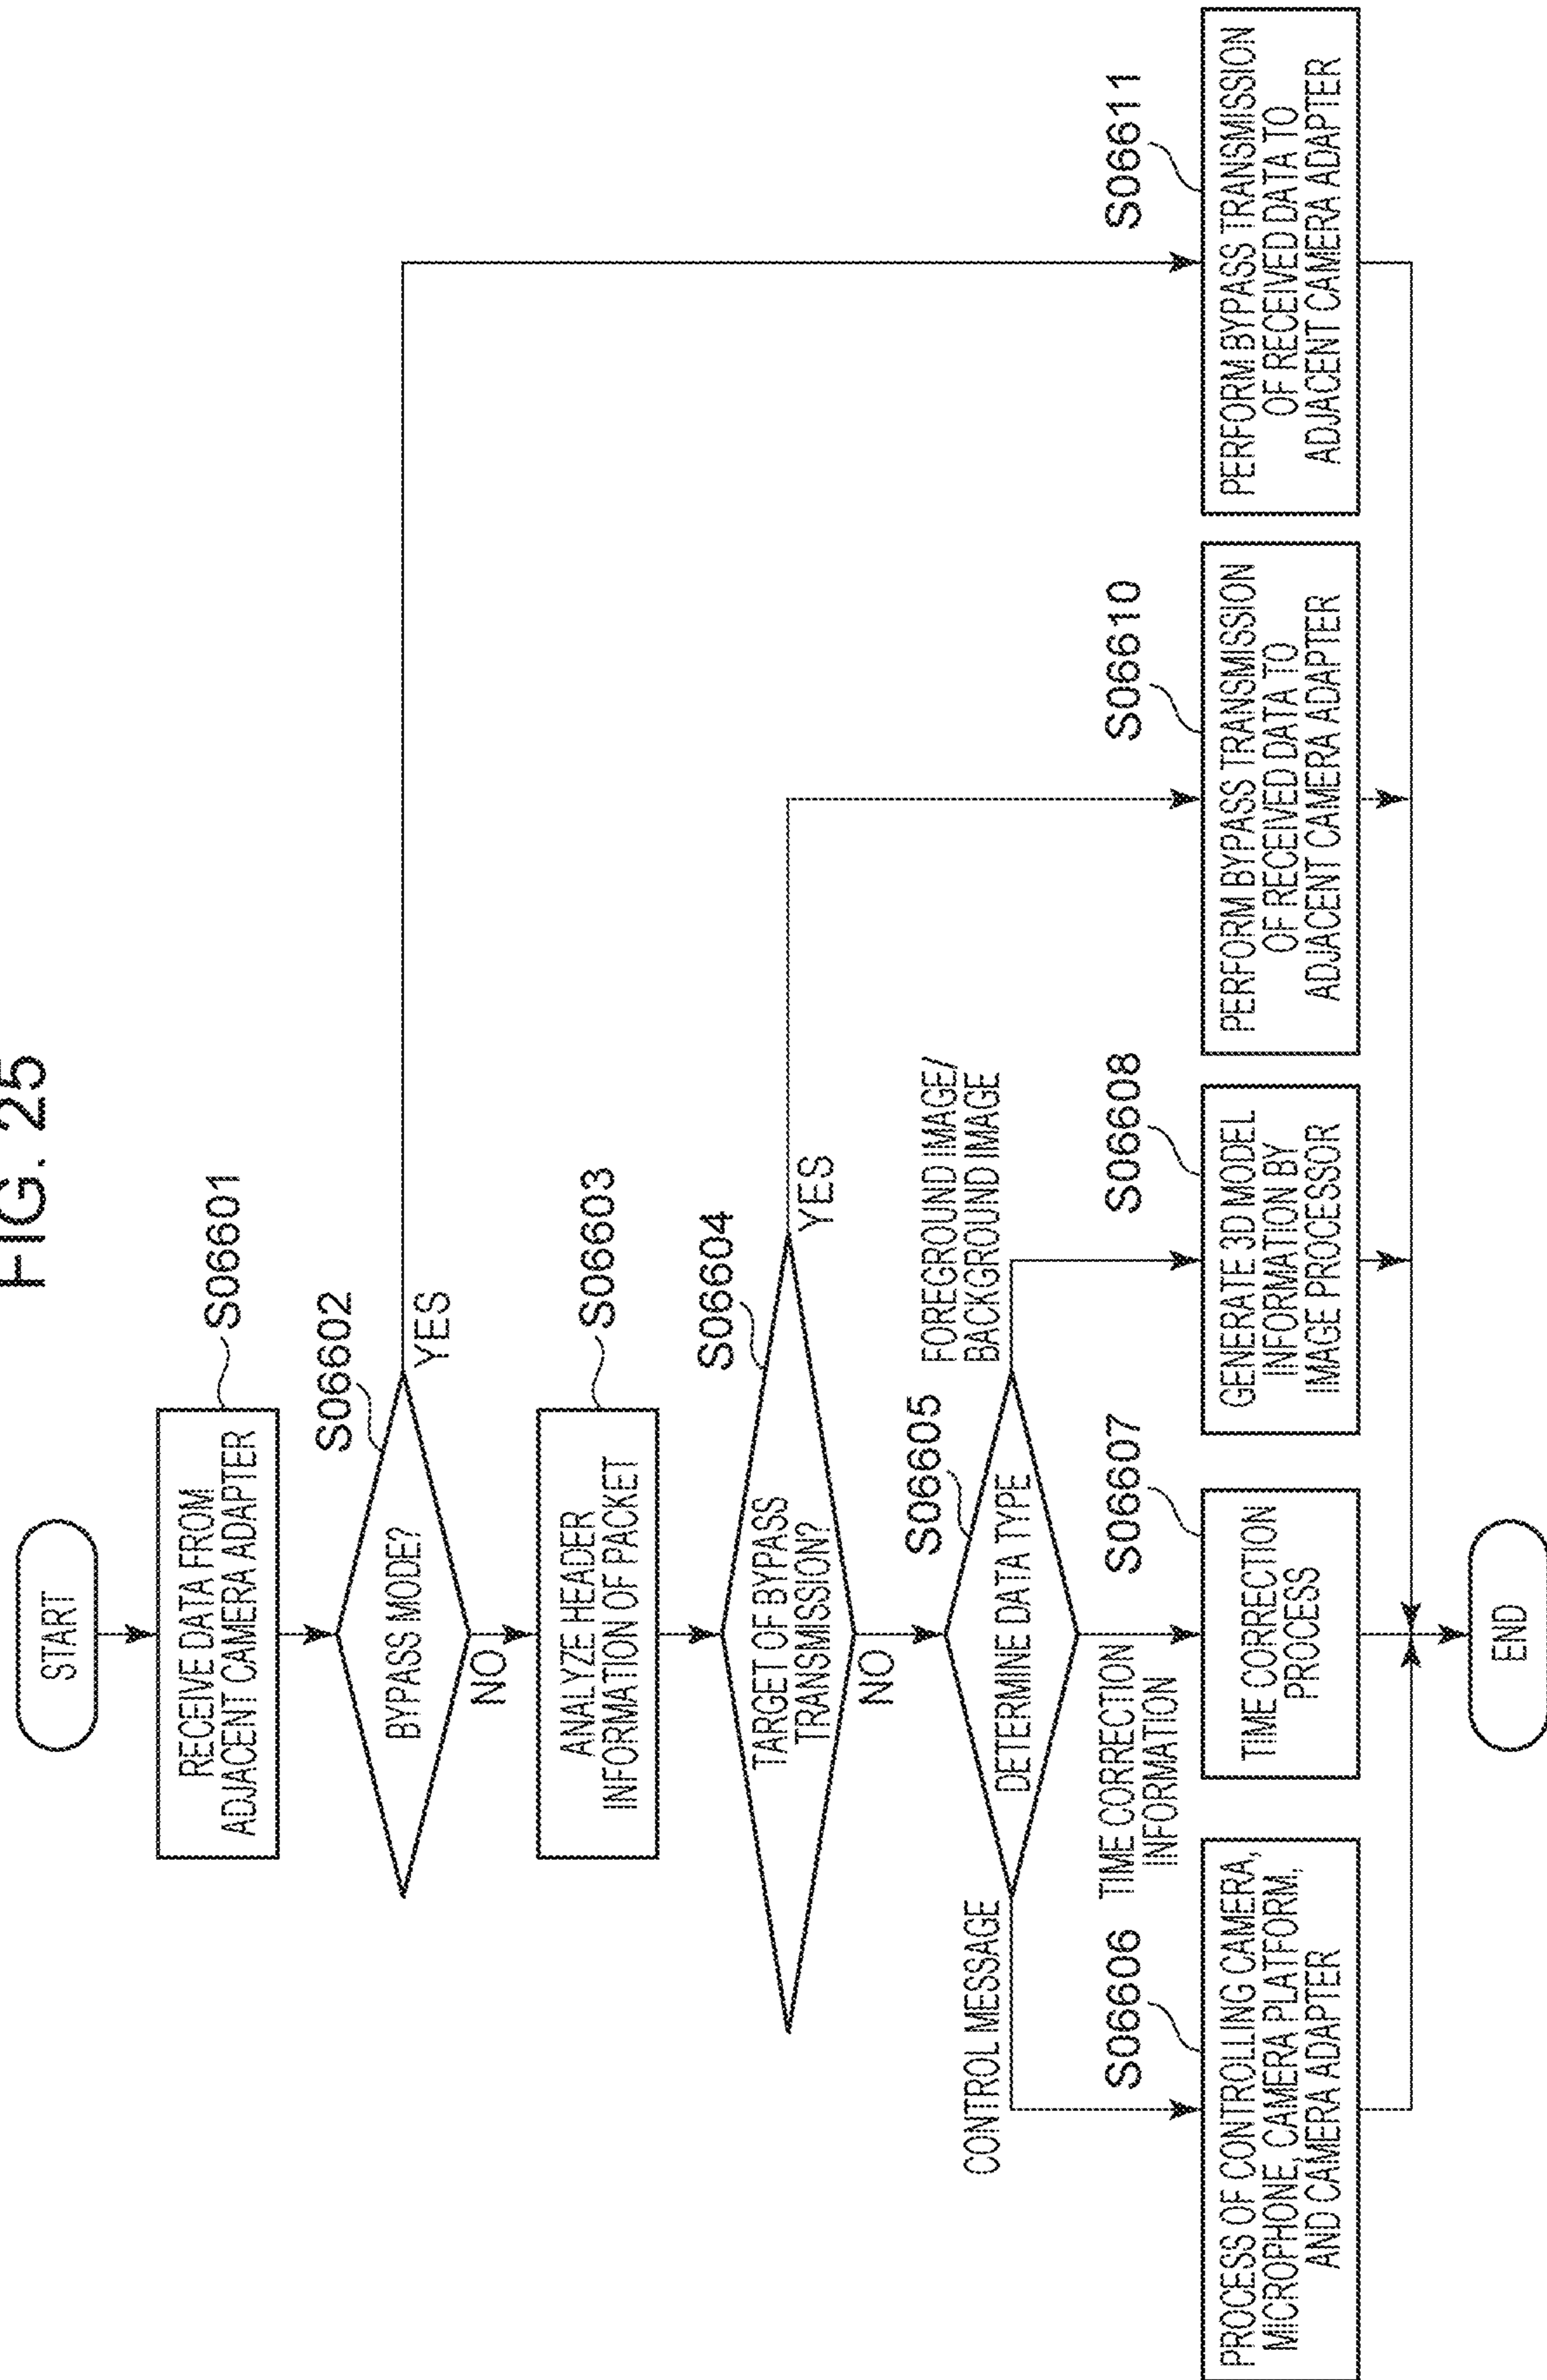 FIG. 25
START
S06601
RECEIVE DATA FROM
ADJACENT CAMERA ADAPTER
S06602
BYPASS MODE?
YES
NO
S06603
ANALYZE HEADER
INFORMATION OF PACKET
S06604
TARGET OF BYPASS
TRANSMISSION?
YES
NO
S06605
DETERMINE DATA TYPE
FOREGROUND IMAGE/
BACKGROUND IMAGE
CONTROL MESSAGE
TIME CORRECTION
INFORMATION
S06606
PROCESS OF CONTROLLING CAMERA,
MICROPHONE, CAMERA PLATFORM,
AND CAMERA ADAPTER
S06607
TIME CORRECTION
PROCESS
S06608
GENERATE 3D MODEL
INFORMATION BY
IMAGE PROCESSOR
S06610
PERFORM BYPASS TRANSMISSION
OF RECEIVED DATA TO
ADJACENT CAMERA ADAPTER
S06611
PERFORM BYPASS TRANSMISSION
OF RECEIVED DATA TO
ADJACENT CAMERA ADAPTER
END